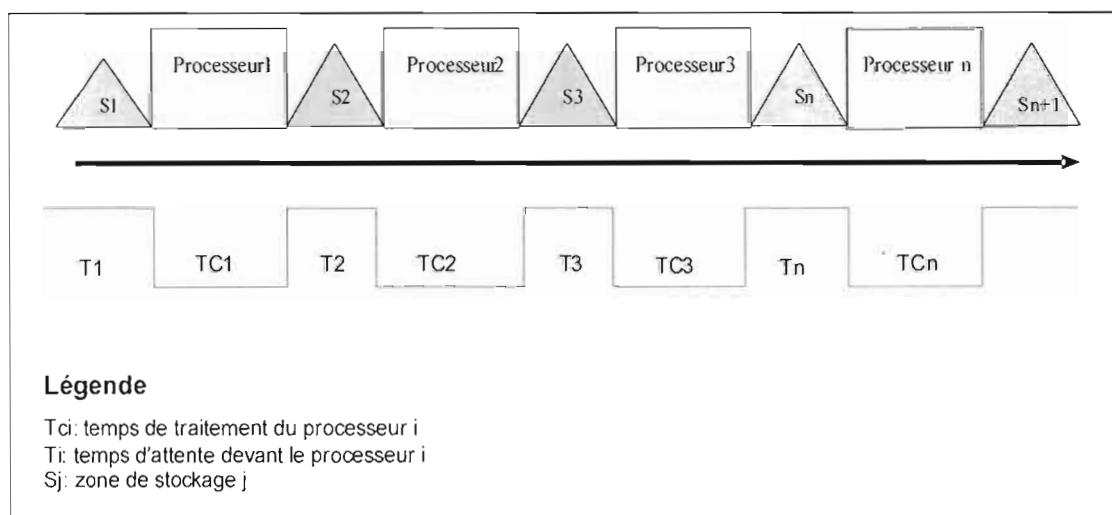 Processeur1 Processeur2 Processeur3 Processeur n
S1 S2 S3 Sn Sn+1
T1 TC1 T2 TC2 T3 TC3 Tn TCn
Légende
Tci: temps de traitement du processeur i
Ti: temps d'attente devant le processeur i
Sj: zone de stockage j